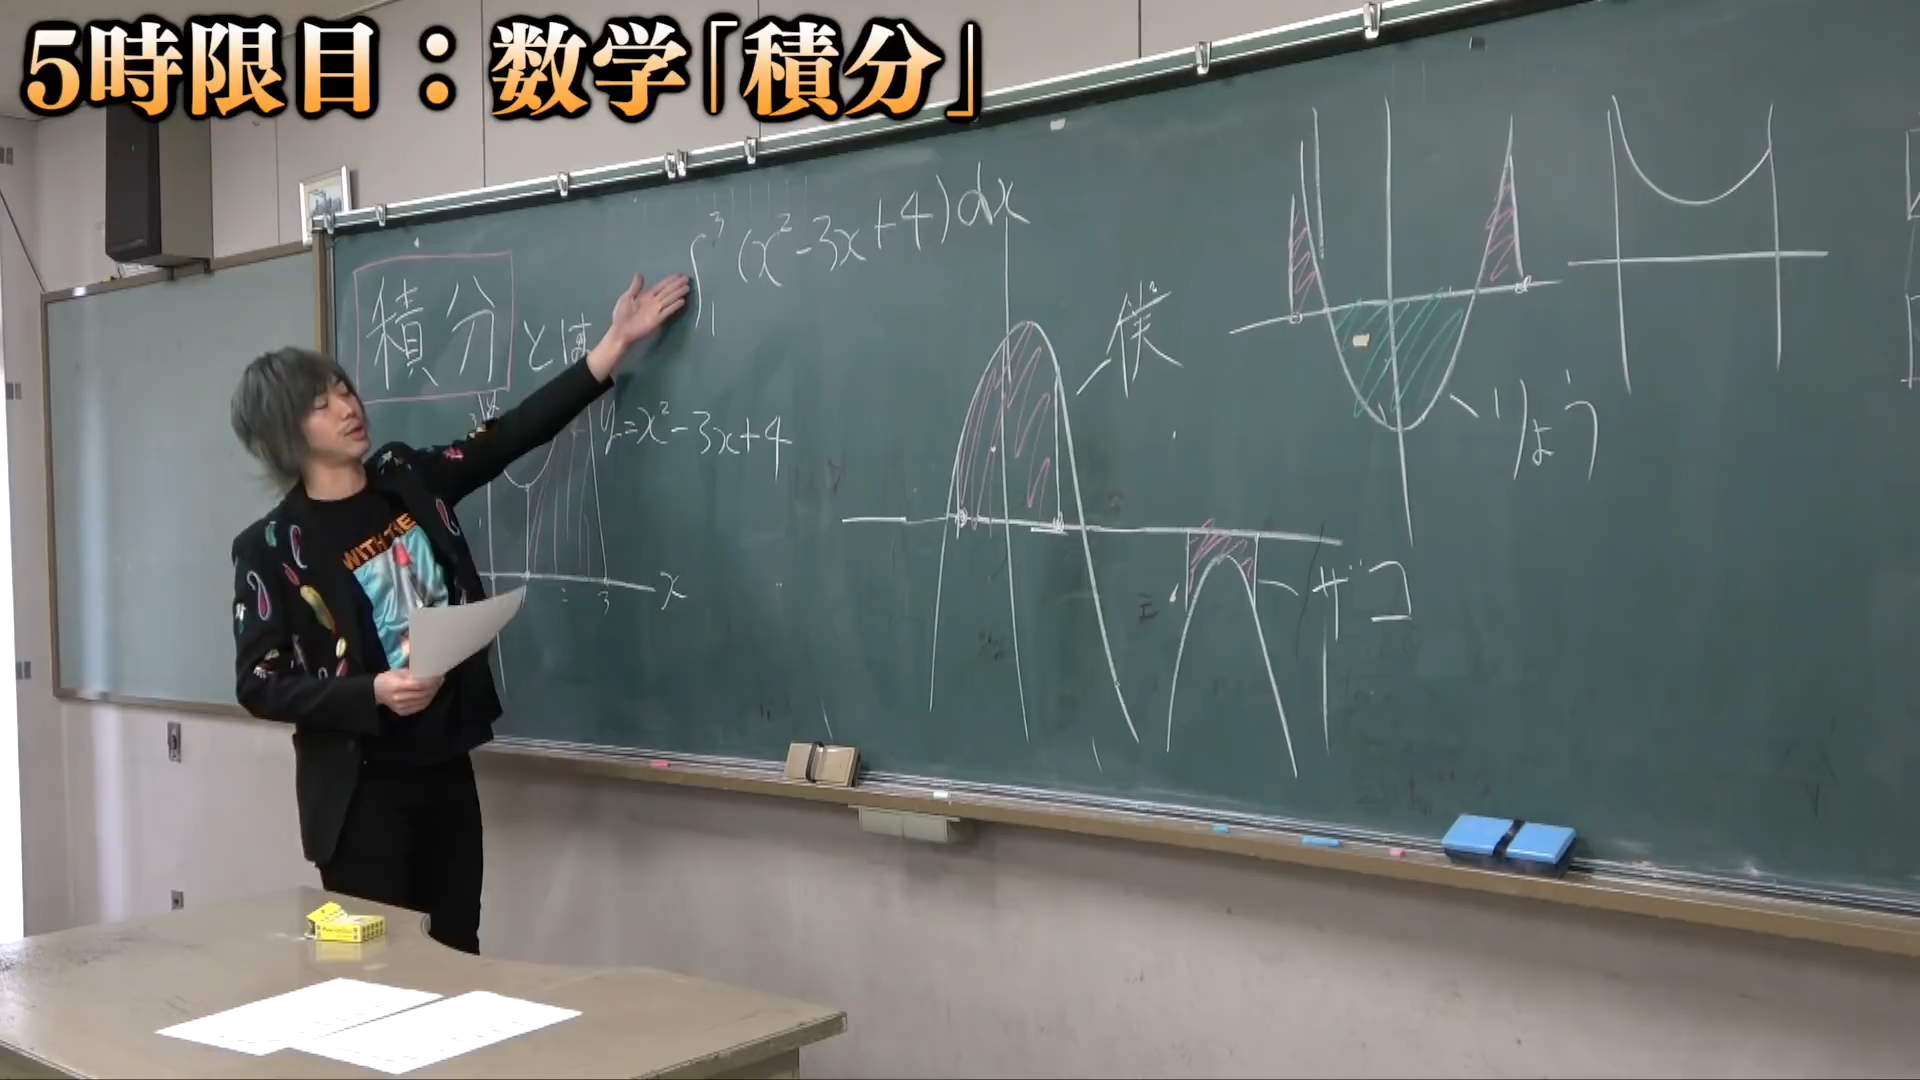 5時限目：数学「積分」
積分とは
∫₁³(x²-3x+4)dx
y=x²-3x+4
3
x
僕
りょう
ザコ
WITH THE